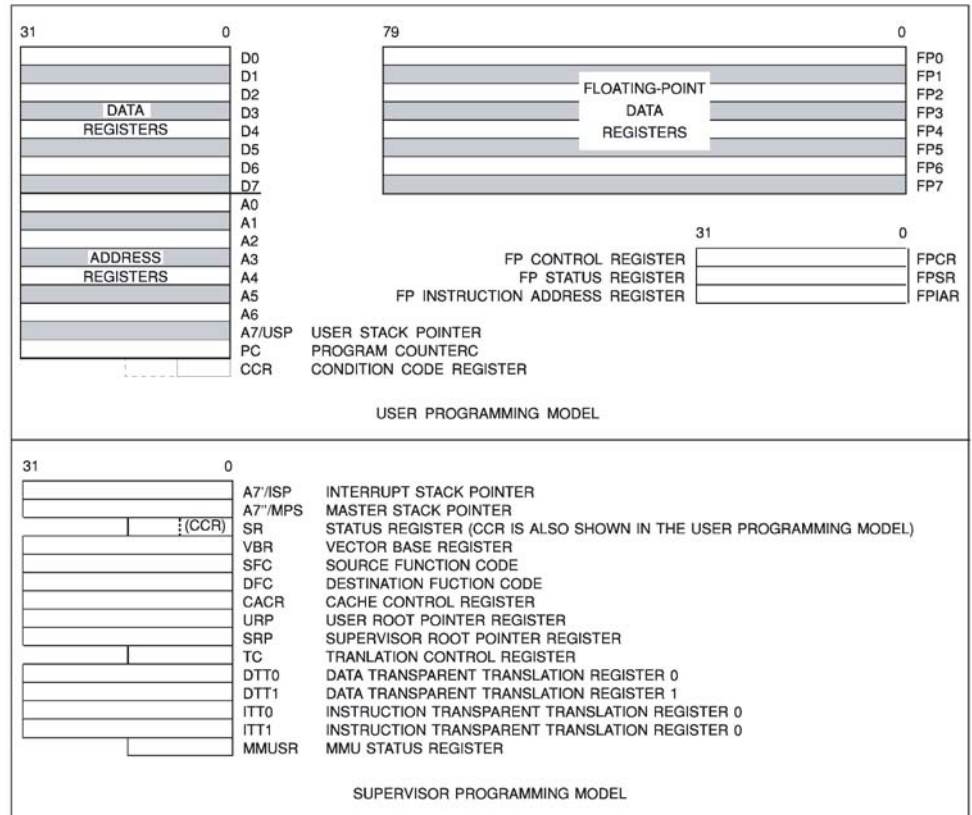 31 0
D0
D1
D2
D3
D4
D5
D6
D7
DATA
REGISTERS
A0
A1
A2
A3
A4
A5
A6
ADDRESS
REGISTERS
A7/USP USER STACK POINTER
PC PROGRAM COUNTERC
CCR CONDITION CODE REGISTER
79 0
FP0
FP1
FP2
FP3
FP4
FP5
FP6
FP7
FLOATING-POINT
DATA
REGISTERS
31 0
FP CONTROL REGISTER FPCR
FP STATUS REGISTER FPSR
FP INSTRUCTION ADDRESS REGISTER FPIAR
USER PROGRAMMING MODEL
31 0
A7'/ISP INTERRUPT STACK POINTER
A7"/MPS MASTER STACK POINTER
(CCR) SR STATUS REGISTER (CCR IS ALSO SHOWN IN THE USER PROGRAMMING MODEL)
VBR VECTOR BASE REGISTER
SFC SOURCE FUNCTION CODE
DFC DESTINATION FUCTION CODE
CACR CACHE CONTROL REGISTER
URP USER ROOT POINTER REGISTER
SRP SUPERVISOR ROOT POINTER REGISTER
TC TRANLATION CONTROL REGISTER
DTT0 DATA TRANSPARENT TRANSLATION REGISTER 0
DTT1 DATA TRANSPARENT TRANSLATION REGISTER 1
ITT0 INSTRUCTION TRANSPARENT TRANSLATION REGISTER 0
ITT1 INSTRUCTION TRANSPARENT TRANSLATION REGISTER 0
MMUSR MMU STATUS REGISTER
SUPERVISOR PROGRAMMING MODEL